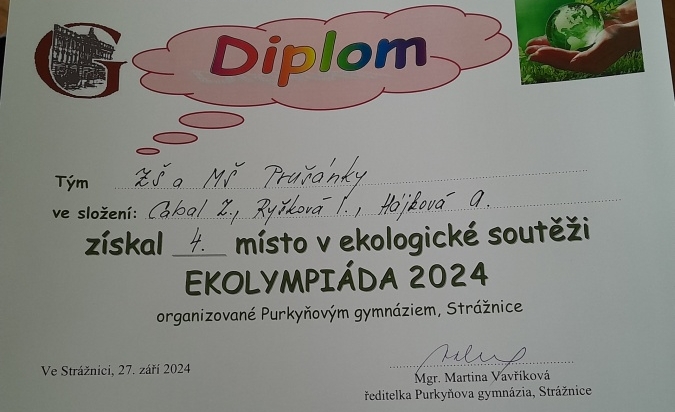 Diplom
Tým ZŠ a MŠ Prušánky
ve složení: Cabal Z., Ryšková I., Hájková A.
získal 4. místo v ekologické soutěži
EKOLYMPIÁDA 2024
organizované Purkyňovým gymnáziem, Strážnice
Ve Strážnici, 27. září 2024
Mgr. Martina Vavříková
ředitelka Purkyňova gymnázia, Strážnice